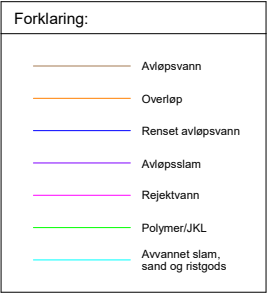 Forklaring:
Avløpsvann
Overløp
Renset avløpsvann
Avløpsslam
Rejektvann
Polymer/JKL
Avvannet slam,
sand og ristgods